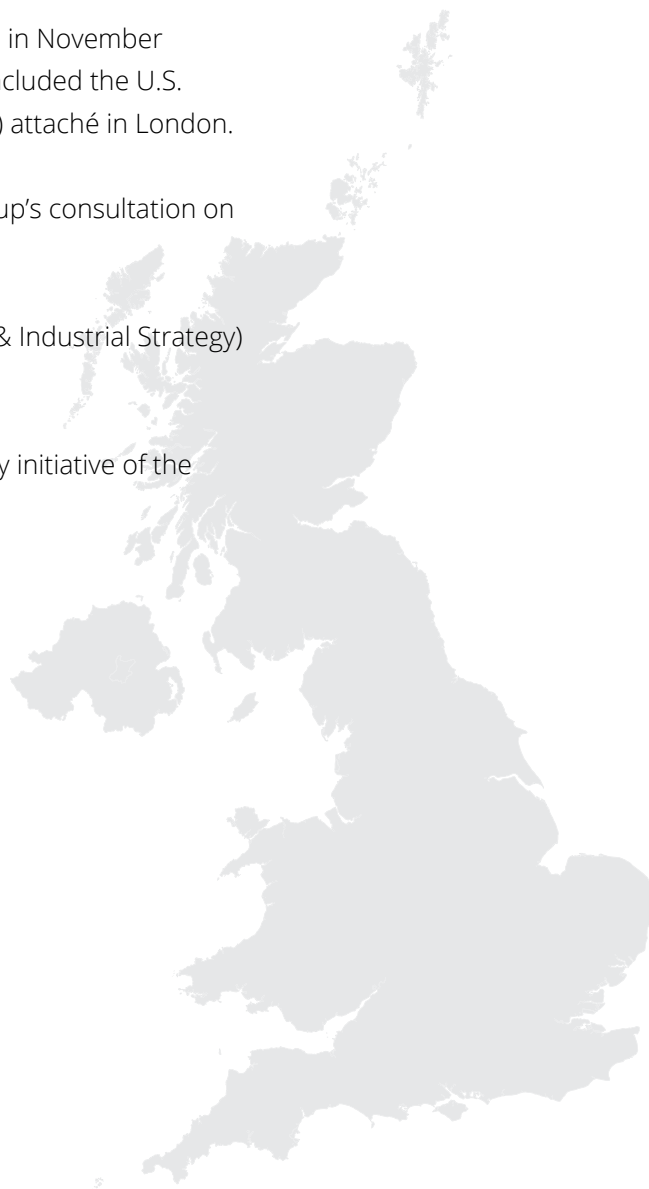 in November
cluded the U.S.
) attaché in London.
up’s consultation on
& Industrial Strategy)
y initiative of the